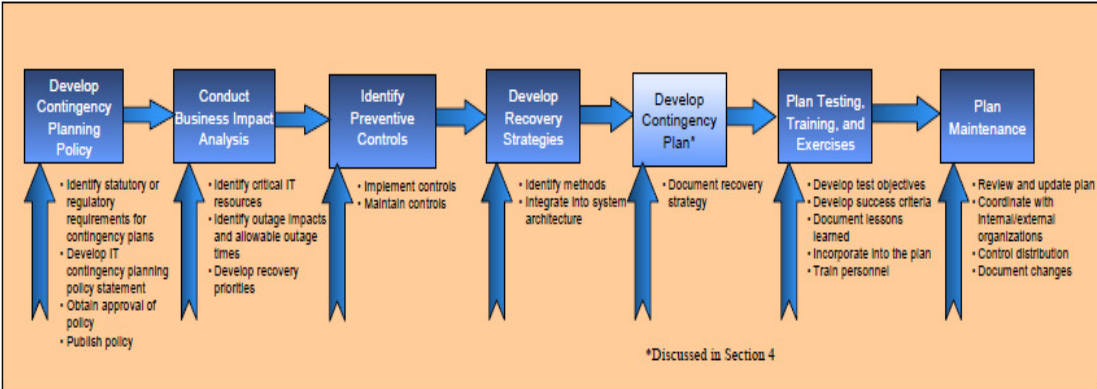 Develop
Contingency
Planning
Policy
Conduct
Business Impact
Analysis
Identify
Preventive
Controls
Develop
Recovery
Strategies
Develop
Contingency
Plan*
Plan Testing,
Training, and
Exercises
Plan
Maintenance
• Identify statutory or
regulatory
requirements for
contingency plans
• Develop IT
contingency planning
policy statement
• Obtain approval of
policy
• Publish policy
• Identify critical IT
resources
• Identify outage impacts
and allowable outage
times
• Develop recovery
priorities
• Implement controls
• Maintain controls
• Identify methods
• Integrate into system
architecture
• Document recovery
strategy
• Develop test objectives
• Develop success criteria
• Document lessons
learned
• Incorporate into the plan
• Train personnel
• Review and update plan
• Coordinate with
internal/external
organizations
• Control distribution
• Document changes
*Discussed in Section 4